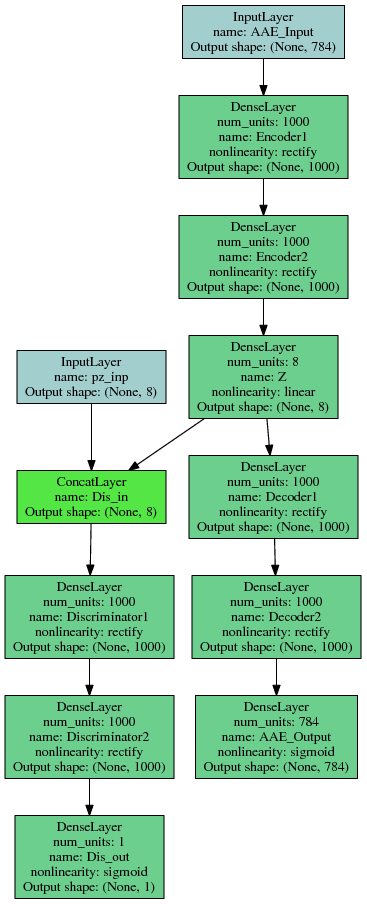 InputLayer
name: AAE_Input
Output shape: (None, 784)
DenseLayer
num_units: 1000
name: Encoder1
nonlinearity: rectify
Output shape: (None, 1000)
DenseLayer
num_units: 1000
name: Encoder2
nonlinearity: rectify
Output shape: (None, 1000)
DenseLayer
num_units: 8
name: Z
nonlinearity: linear
Output shape: (None, 8)
InputLayer
name: pz_inp
Output shape: (None, 8)
ConcatLayer
name: Dis_in
Output shape: (None, 8)
DenseLayer
num_units: 1000
name: Decoder1
nonlinearity: rectify
Output shape: (None, 1000)
DenseLayer
num_units: 1000
name: Discriminator1
nonlinearity: rectify
Output shape: (None, 1000)
DenseLayer
num_units: 1000
name: Decoder2
nonlinearity: rectify
Output shape: (None, 1000)
DenseLayer
num_units: 1000
name: Discriminator2
nonlinearity: rectify
Output shape: (None, 1000)
DenseLayer
num_units: 784
name: AAE_Output
nonlinearity: sigmoid
Output shape: (None, 784)
DenseLayer
num_units: 1
name: Dis_out
nonlinearity: sigmoid
Output shape: (None, 1)